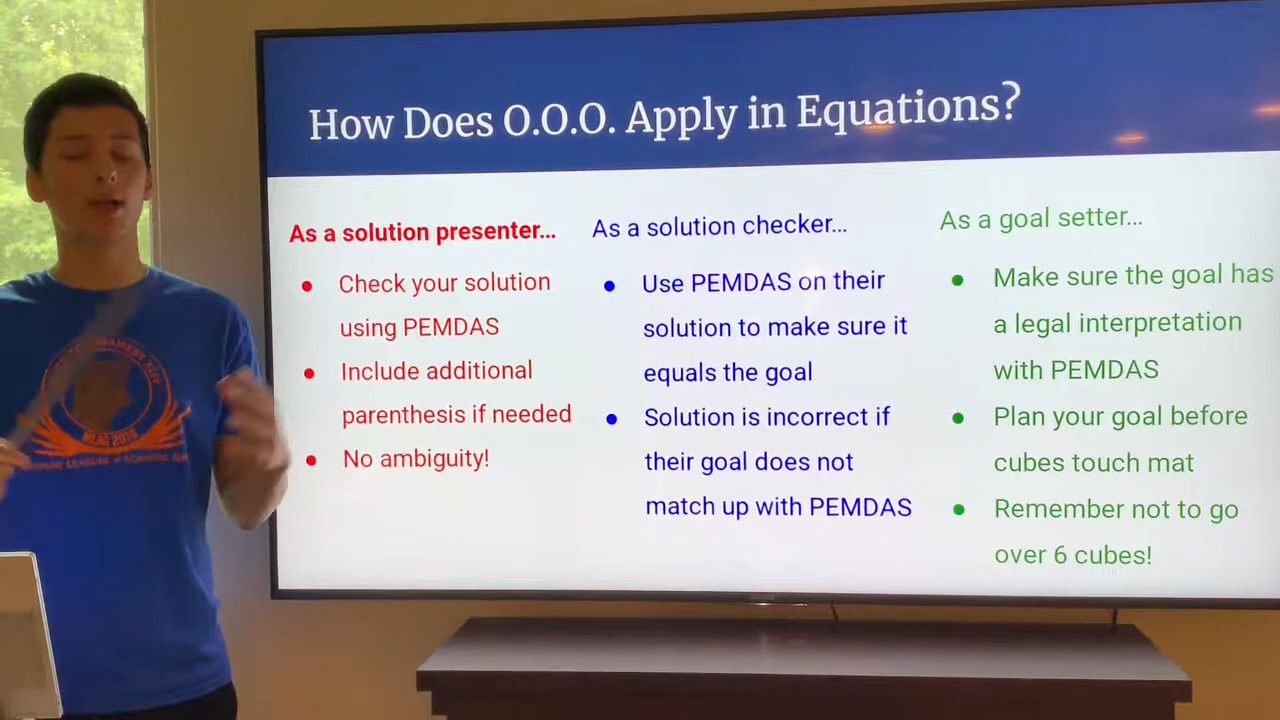 How Does O.O.O. Apply in Equations?
As a solution presenter...
● Check your solution
using PEMDAS
● Include additional
parenthesis if needed
● No ambiguity!
As a solution checker...
● Use PEMDAS on their
solution to make sure it
equals the goal
● Solution is incorrect if
their goal does not
match up with PEMDAS
As a goal setter...
● Make sure the goal has
a legal interpretation
with PEMDAS
● Plan your goal before
cubes touch mat
● Remember not to go
over 6 cubes!